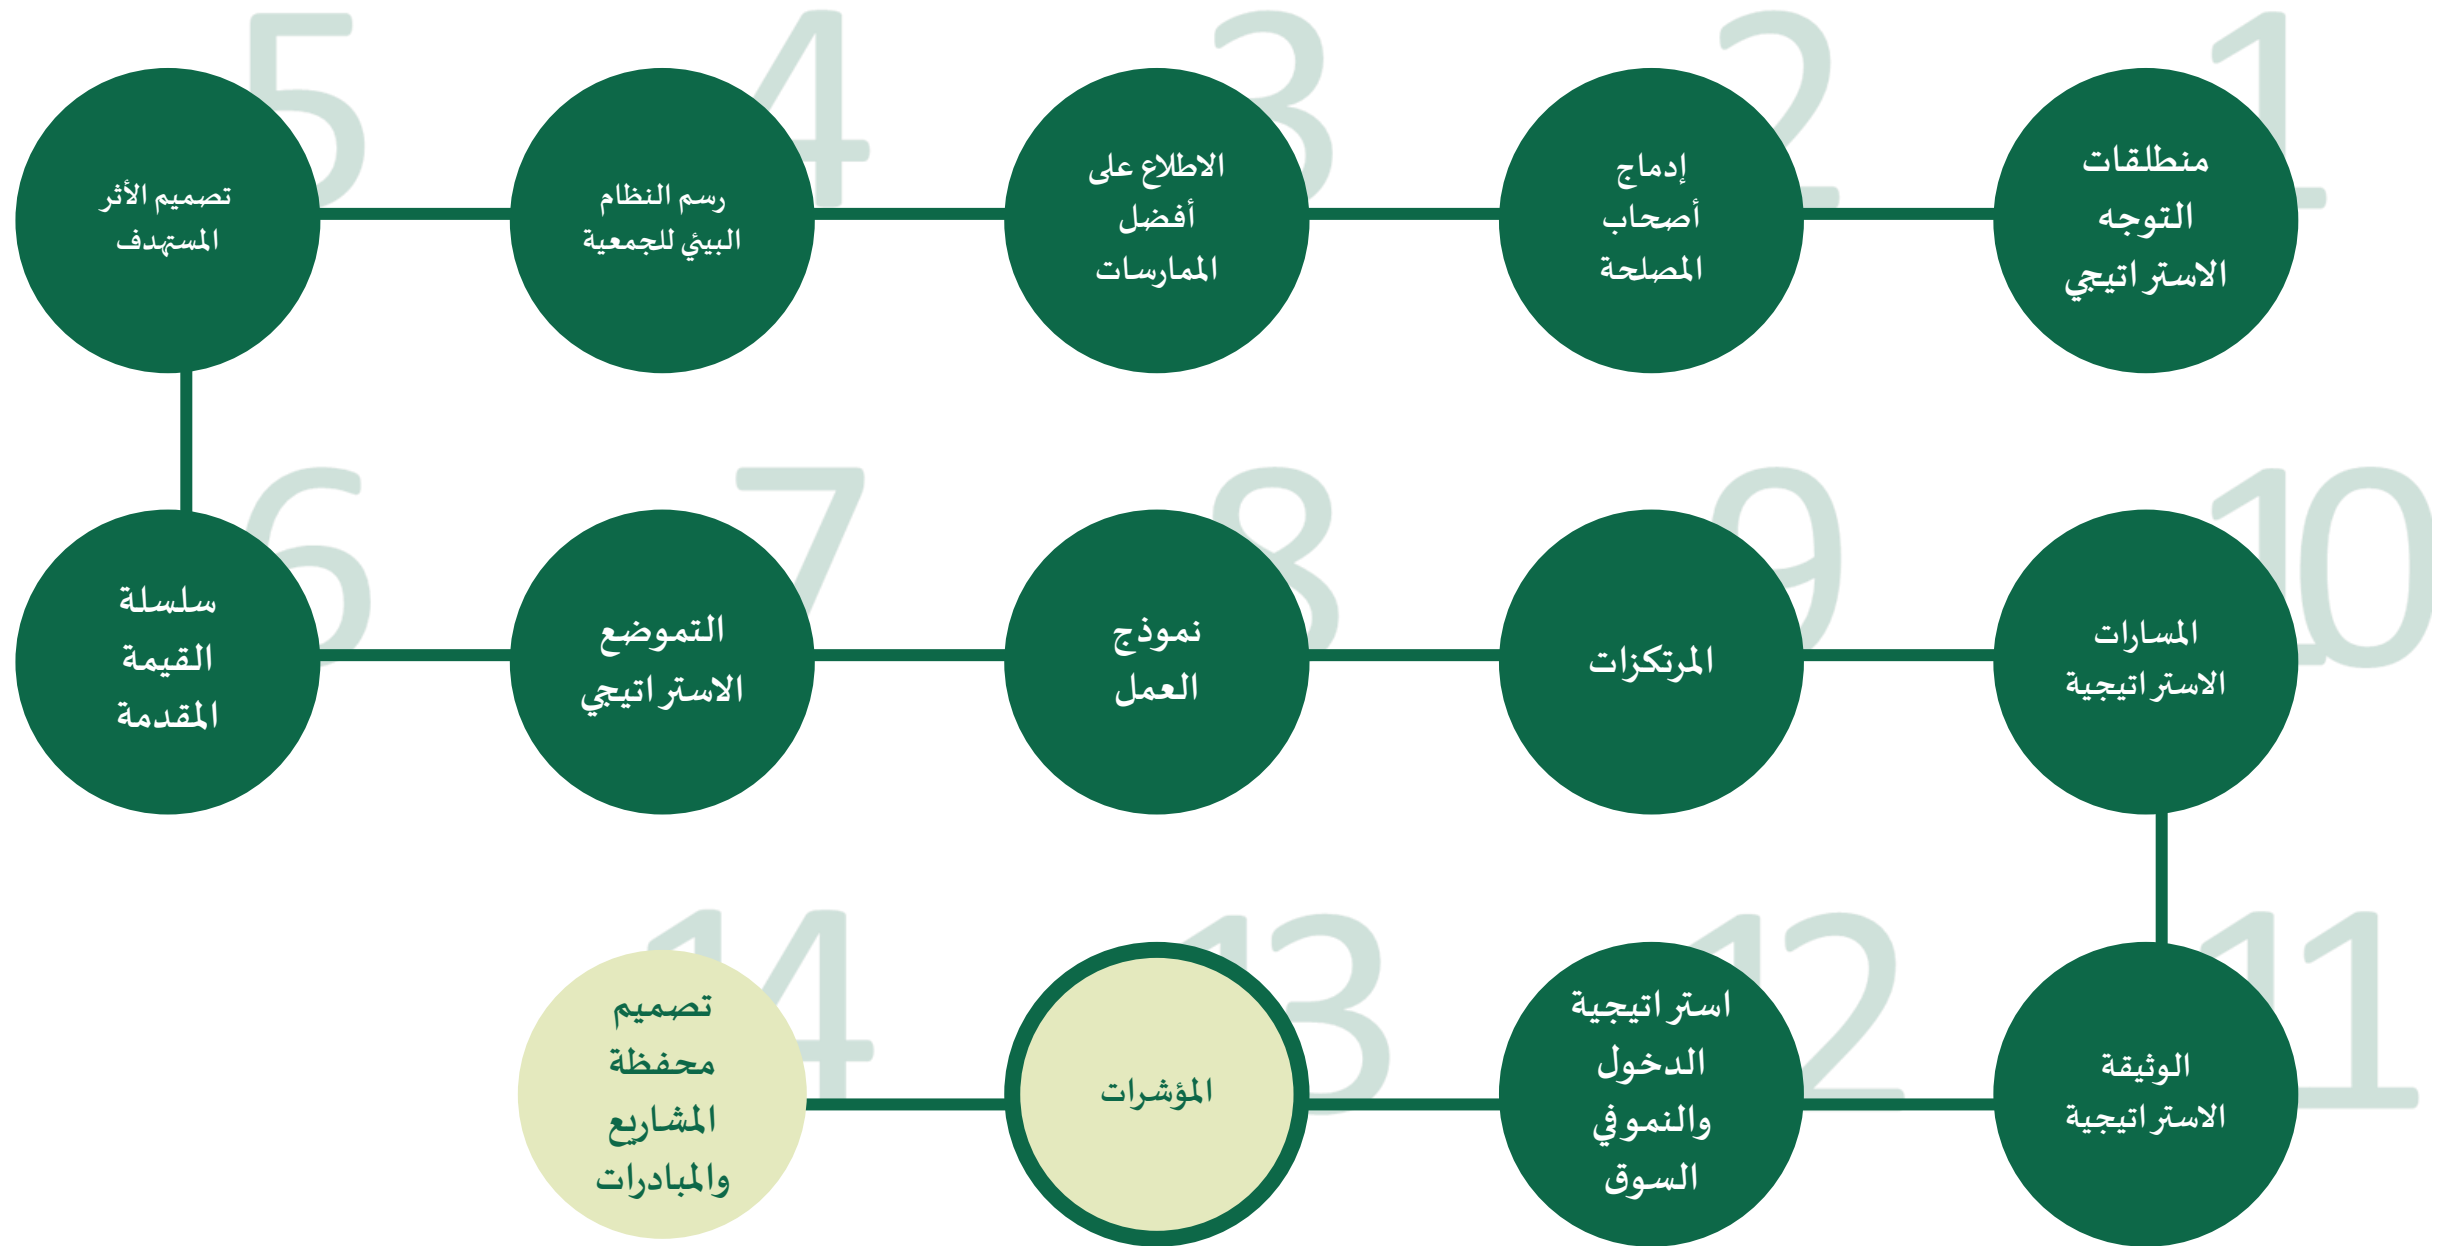 1
منطلقات
التوجه
الاستراتيجي
2
إدماج
أصحاب
المصلحة
3
الاطلاع على
أفضل
الممارسات
4
رسم النظام
البيئي للجمعية
5
تصميم الأثر
المستهدف
6
سلسلة
القيمة
المقدمة
7
التموضع
الاستراتيجي
8
نموذج
العمل
9
المرتكزات
10
المسارات
الاستراتيجية
11
الوثيقة
الاستراتيجية
12
استراتيجية
الدخول
والنمو في
السوق
13
المؤشرات
14
تصميم
محفظة
المشاريع
والمبادرات